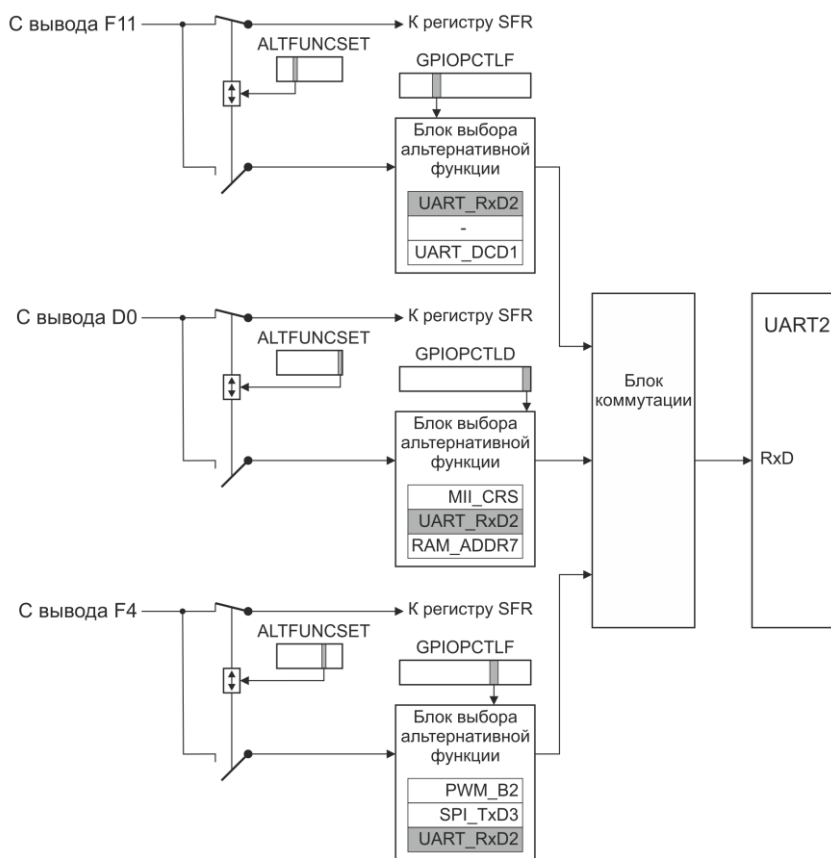 С вывода F11
К регистру SFR
ALTFUNCSET
GPIOPCTLF
Блок выбора
альтернативной
функции
UART_RxD2
-
UART_DCD1
С вывода D0
К регистру SFR
ALTFUNCSET
GPIOPCTLD
Блок выбора
альтернативной
функции
MII_CRS
UART_RxD2
RAM_ADDR7
Блок
коммутации
UART2
RxD
С вывода F4
К регистру SFR
ALTFUNCSET
GPIOPCTLF
Блок выбора
альтернативной
функции
PWM_B2
SPI_TxD3
UART_RxD2